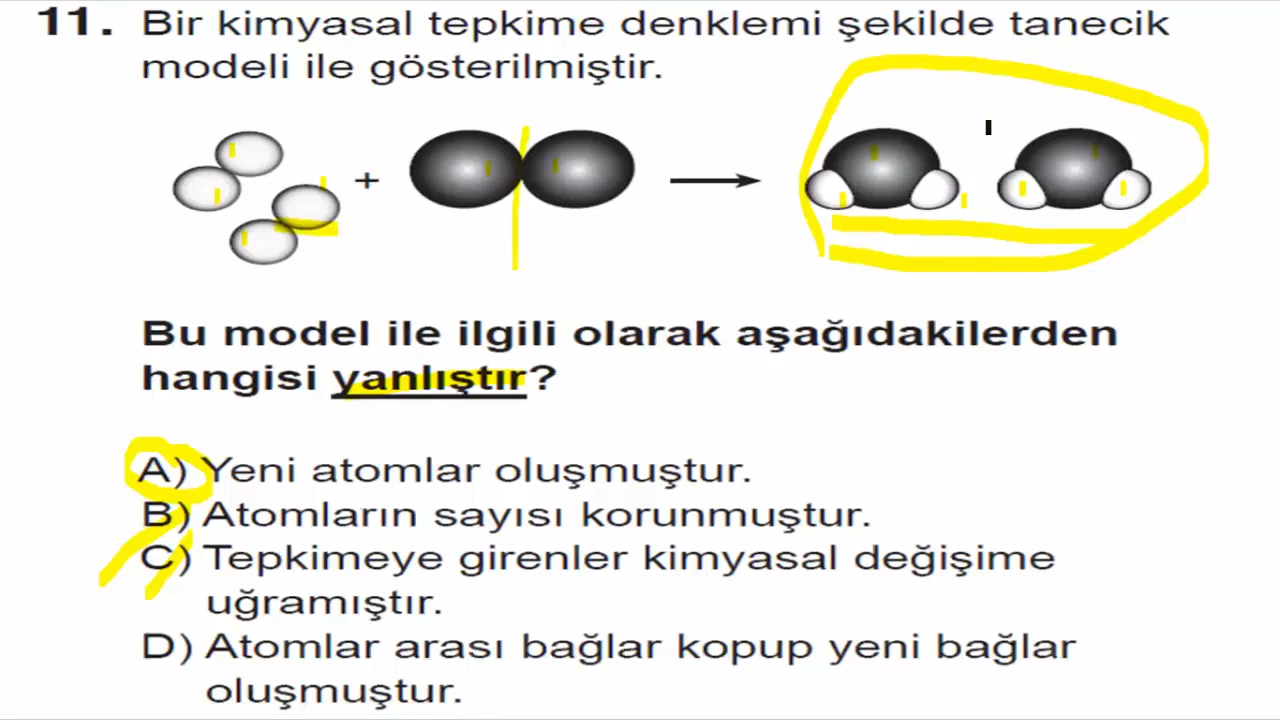 11. Bir kimyasal tepkime denklemi şekilde tanecik
modeli ile gösterilmiştir.
+
Bu model ile ilgili olarak aşağıdakilerden
hangisi yanlıştır?
A) Yeni atomlar oluşmuştur.
B) Atomların sayısı korunmuştur.
C) Tepkimeye girenler kimyasal değişime
uğramıştır.
D) Atomlar arası bağlar kopup yeni bağlar
oluşmuştur.